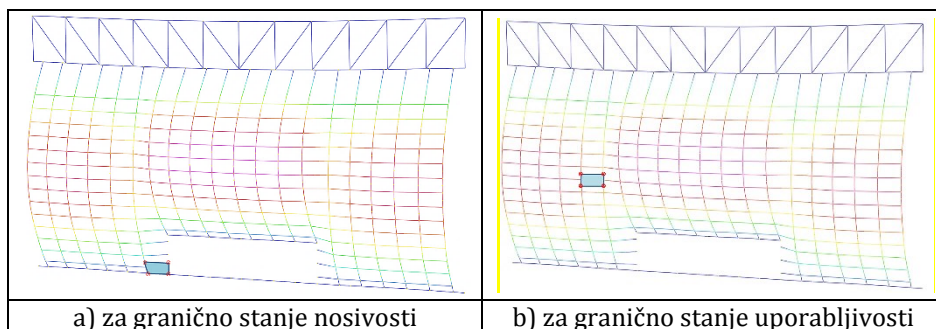 a) za granično stanje nosivosti
b) za granično stanje uporabljivosti